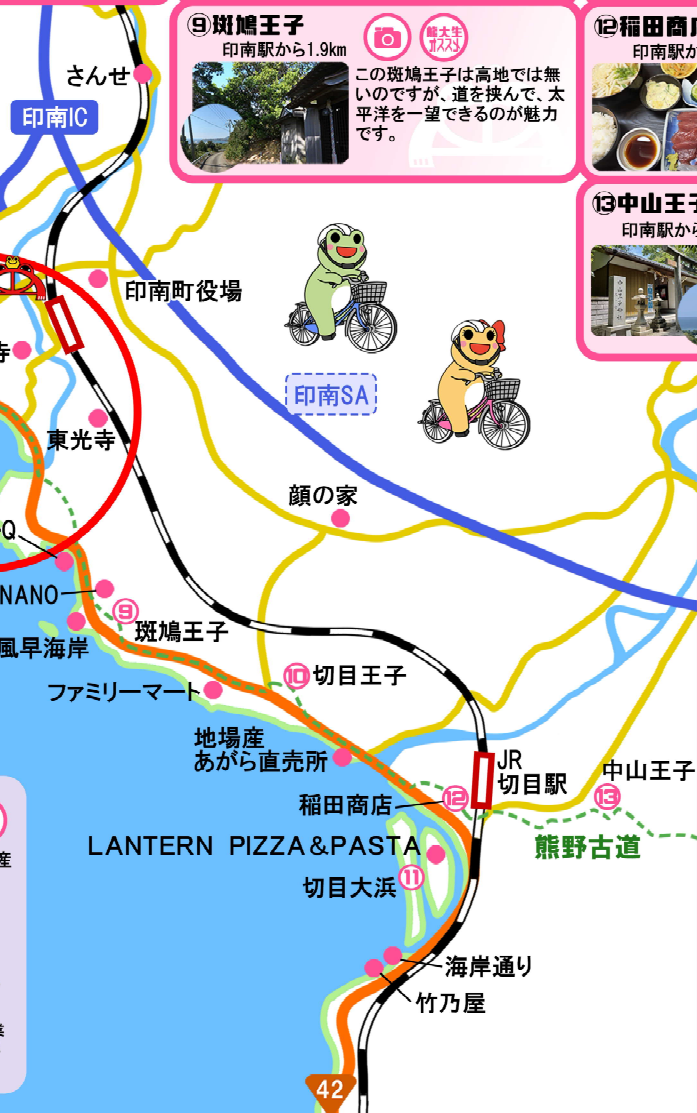 ⑨斑鳩王子
印南駅から1.9km
龍大生
オススメ
この斑鳩王子は高地では無
いのですが、道を挟んで、太
平洋を一望できるのが魅力
です。
⑫稲田商
印南駅か
⑬中山王子
印南駅か
さんせ
印南IC
印南町役場
寺
東光寺
印南SA
顔の家
Q
NANO
⑨
斑鳩王子
風早海岸
⑩切目王子
ファミリーマート
地場産
あがら直売所
JR
切目駅
中山王子
⑬
稲田商店
⑫
熊野古道
LANTERN PIZZA&PASTA
切目大浜
⑪
産
海岸通り
竹乃屋
42